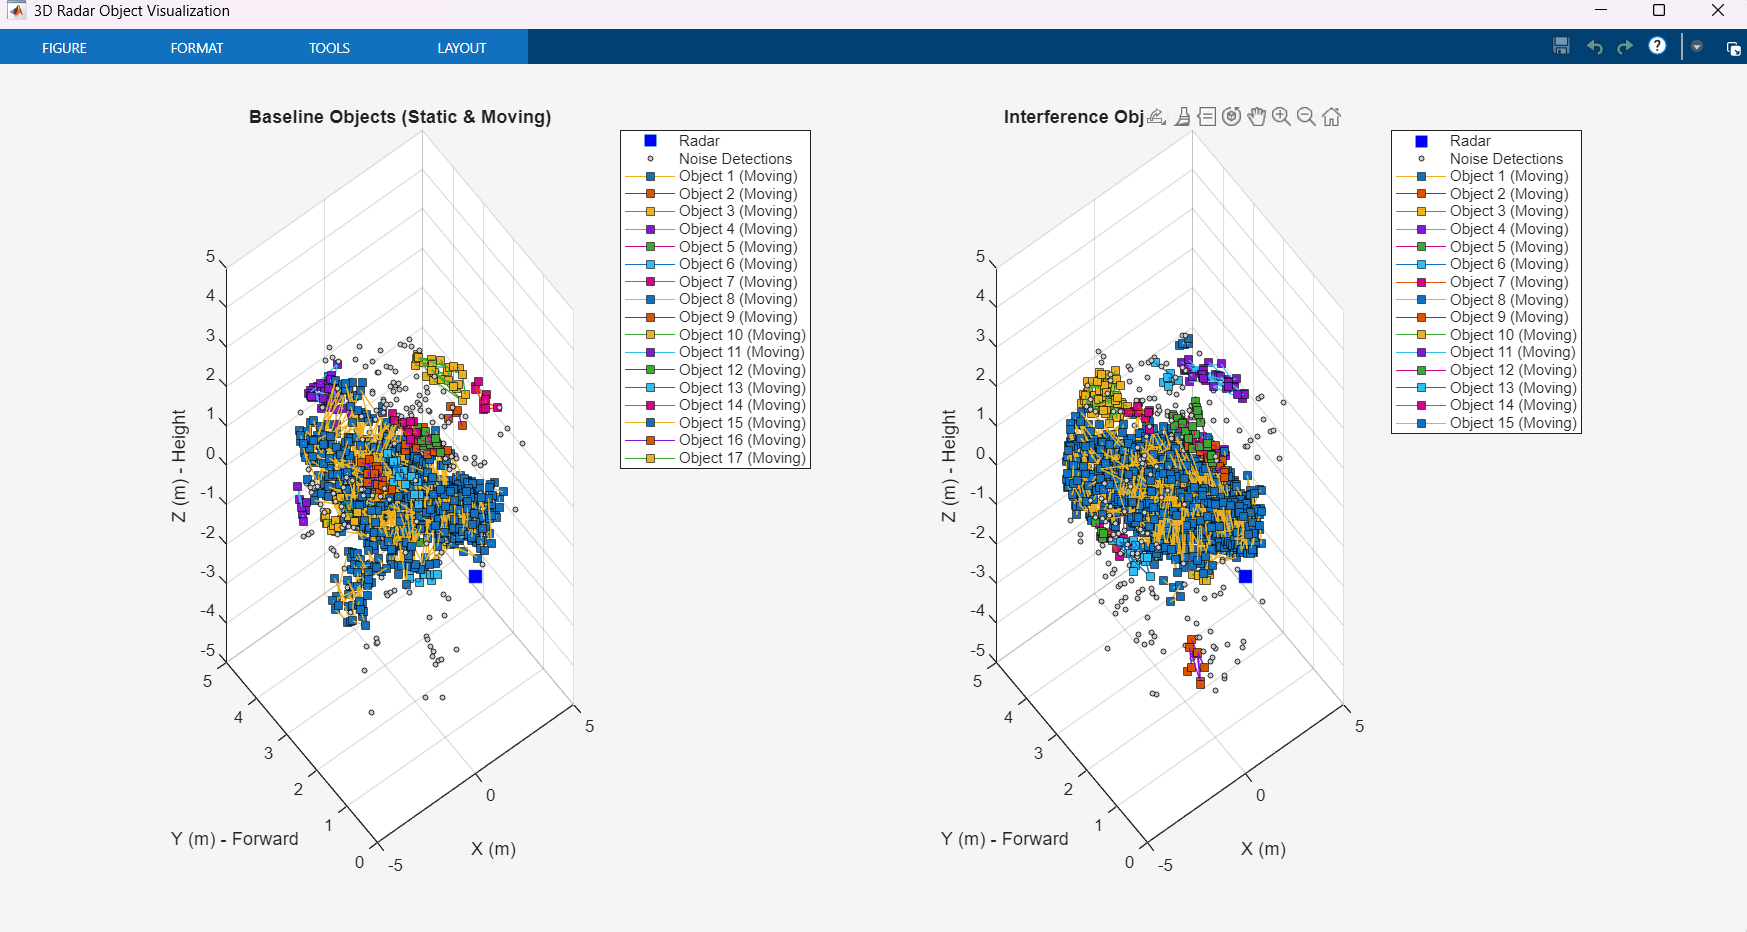 3D Radar Object Visualization
FIGURE FORMAT TOOLS LAYOUT
Baseline Objects (Static & Moving)
5
4
3
2
1
0
-1
-2
-3
-4
-5
Z (m) - Height
5
4
3
2
1
0
Y (m) - Forward
-5
0
5
X (m)
Radar
Noise Detections
Object 1 (Moving)
Object 2 (Moving)
Object 3 (Moving)
Object 4 (Moving)
Object 5 (Moving)
Object 6 (Moving)
Object 7 (Moving)
Object 8 (Moving)
Object 9 (Moving)
Object 10 (Moving)
Object 11 (Moving)
Object 12 (Moving)
Object 13 (Moving)
Object 14 (Moving)
Object 15 (Moving)
Object 16 (Moving)
Object 17 (Moving)
Interference Obj
5
4
3
2
1
0
-1
-2
-3
-4
-5
Z (m) - Height
5
4
3
2
1
0
Y (m) - Forward
-5
0
5
X (m)
Radar
Noise Detections
Object 1 (Moving)
Object 2 (Moving)
Object 3 (Moving)
Object 4 (Moving)
Object 5 (Moving)
Object 6 (Moving)
Object 7 (Moving)
Object 8 (Moving)
Object 9 (Moving)
Object 10 (Moving)
Object 11 (Moving)
Object 12 (Moving)
Object 13 (Moving)
Object 14 (Moving)
Object 15 (Moving)